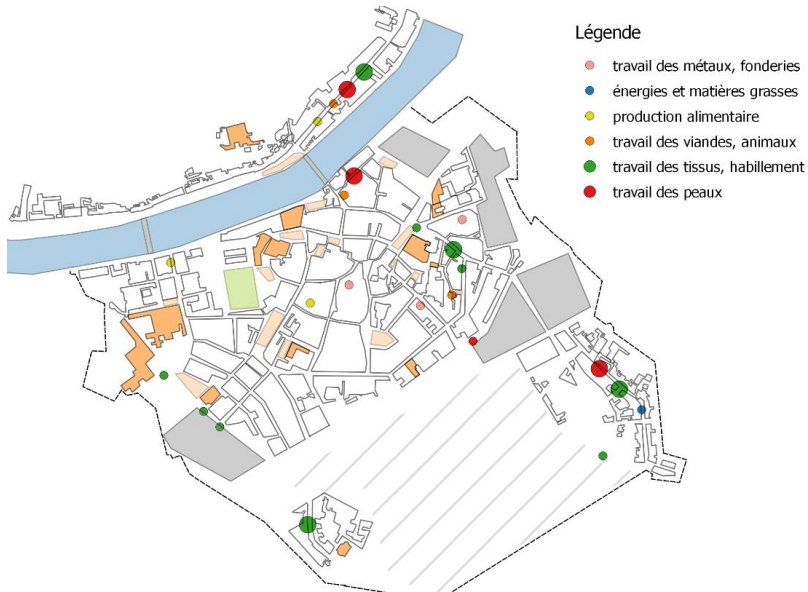 Légende
travail des métaux, fonderies
énergies et matières grasses
production alimentaire
travail des viandes, animaux
travail des tissus, habillement
travail des peaux